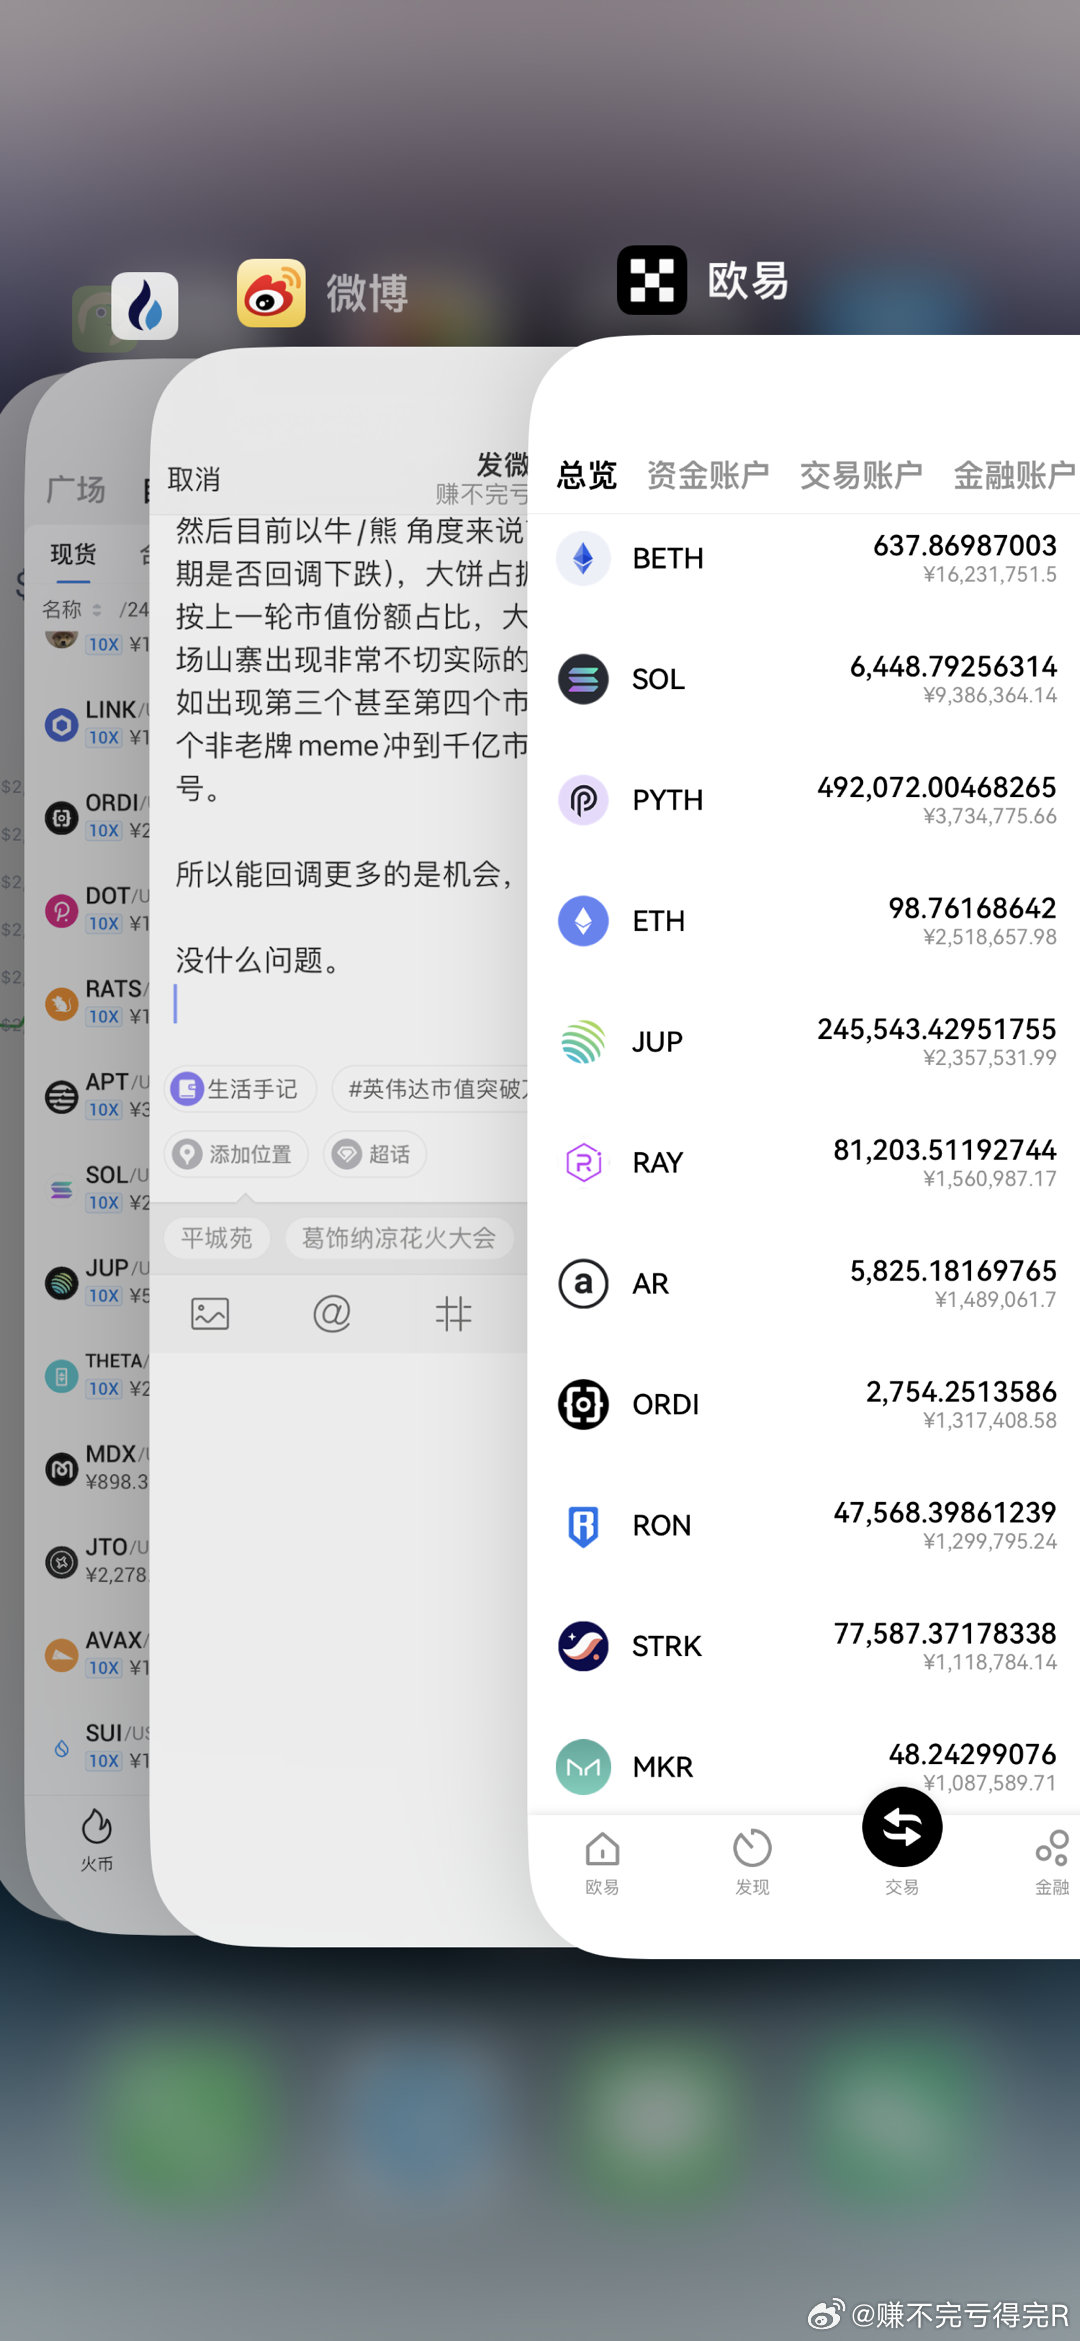 微博
欧易
广场
现货
名称
/24
10X ¥1
LINK/U
10X ¥1
ORDI/U
10X ¥2
DOT/U
10X ¥1
RATS/
10X ¥1
APT/U
10X ¥3
SOL/U
10X ¥2
JUP/U
10X ¥5
THETA/
10X ¥2
MDX/U
¥898.3
JTO/U
¥2,278.
AVAX/
10X ¥1
SUI/US
10X ¥1
火币
取消
发微
赚不完亏
然后目前以牛/熊 角度来说
期是否回调下跌），大饼占据
按上一轮市值份额占比，大
场山寨出现非常不切实际的
如出现第三个甚至第四个市
个非老牌meme冲到千亿市
号。
所以能回调更多的是机会，
没什么问题。
生活手记
#英伟达市值突破
添加位置
超话
平城苑
葛饰纳凉花火大会
总览 资金账户 交易账户 金融账户
BETH 637.86987003
¥16,231,751.5
SOL 6,448.79256314
¥9,386,364.14
PYTH 492,072.00468265
¥3,734,775.66
ETH 98.76168642
¥2,518,657.98
JUP 245,543.42951755
¥2,357,531.99
RAY 81,203.51192744
¥1,560,987.17
AR 5,825.18169765
¥1,489,061.7
ORDI 2,754.2513586
¥1,317,408.58
RON 47,568.39861239
¥1,299,795.24
STRK 77,587.37178338
¥1,118,784.14
MKR 48.24299076
¥1,087,589.71
欧易 发现 交易 金融
@赚不完亏得完R